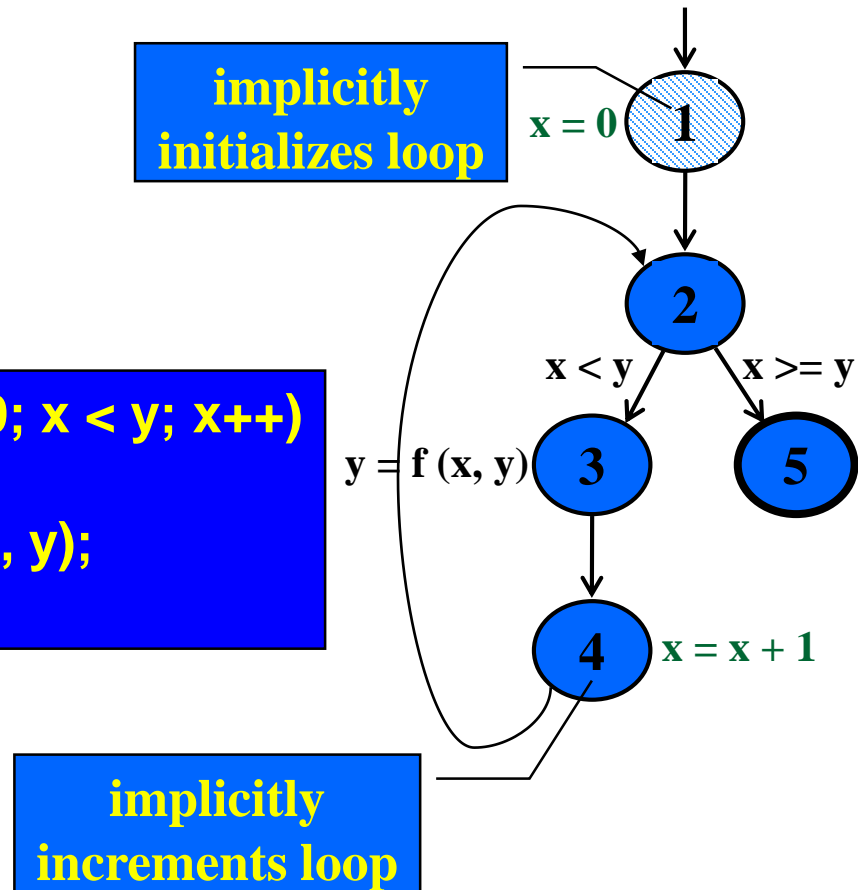 implicitly
initializes loop
x = 0
1
2
x < y
x >= y
; x < y; x++)
y = f (x, y)
3
5
, y);
4
x = x + 1
implicitly
increments loop